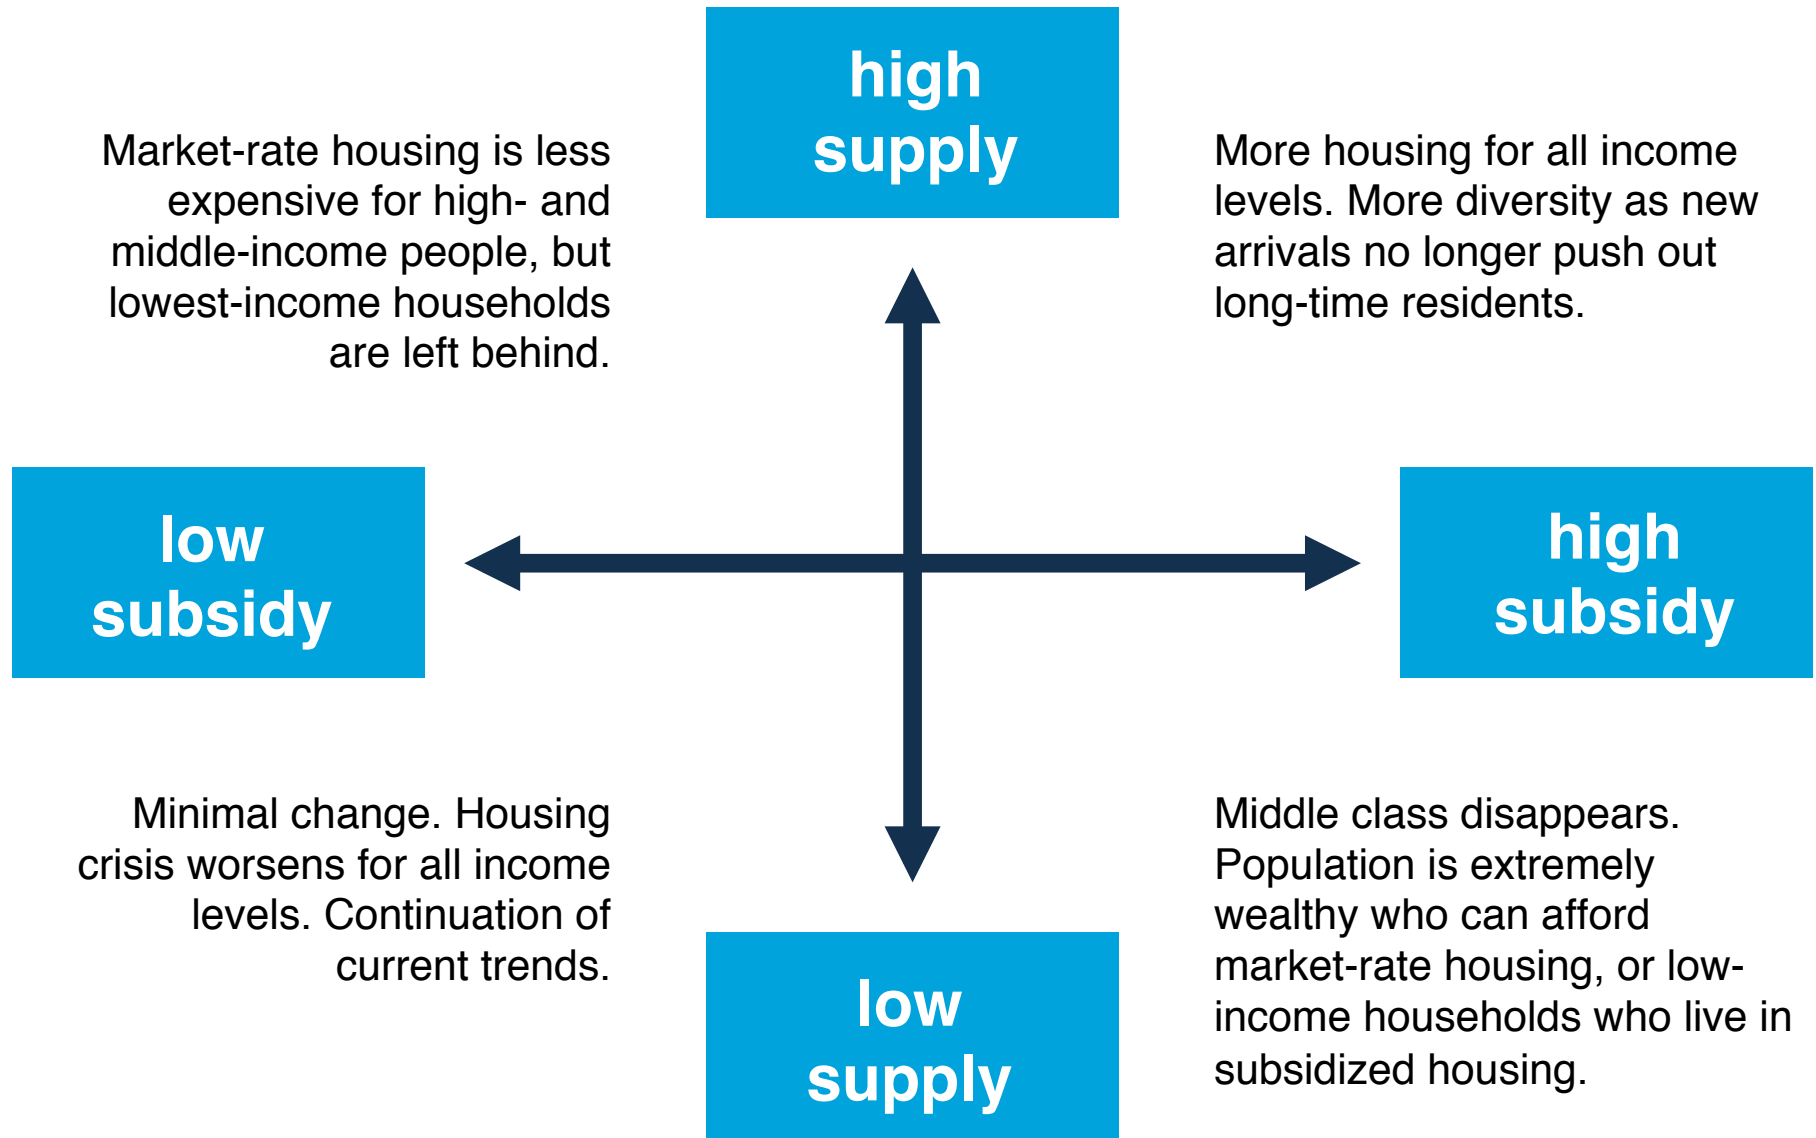 high
supply
Market-rate housing is less
expensive for high- and
middle-income people, but
lowest-income households
are left behind.
More housing for all income
levels. More diversity as new
arrivals no longer push out
long-time residents.
low
subsidy
high
subsidy
Minimal change. Housing
crisis worsens for all income
levels. Continuation of
current trends.
Middle class disappears.
Population is extremely
wealthy who can afford
market-rate housing, or low-
income households who live in
subsidized housing.
low
supply